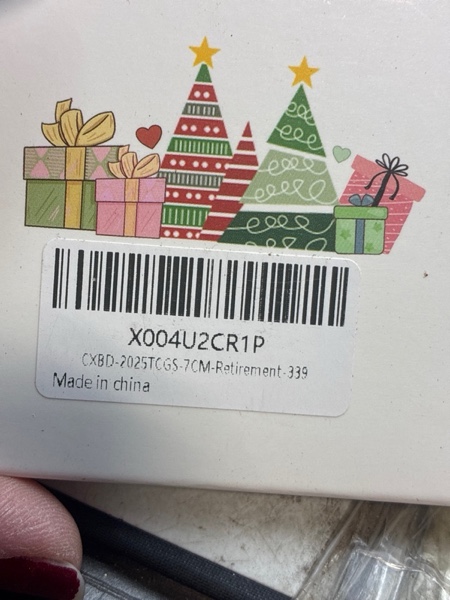 X004U2CR1P
CXBD-2025TCGS-7CM-Retirement-339
Made in china